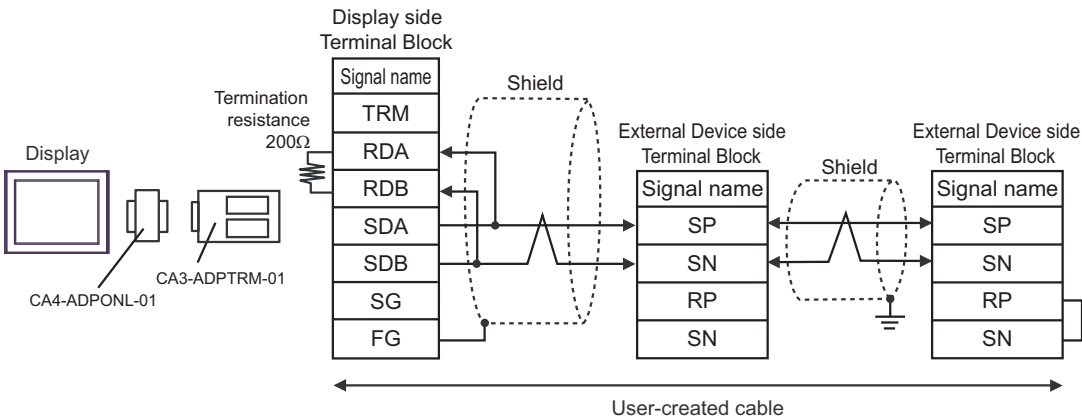 Display side
Terminal Block
Signal name
TRM
RDA
RDB
SDA
SDB
SG
FG
Termination
resistance
200Ω
Display
CA4-ADPONL-01
CA3-ADPTRM-01
Shield
External Device side
Terminal Block
Signal name
SP
SN
RP
SN
Shield
External Device side
Terminal Block
Signal name
SP
SN
RP
SN
User-created cable